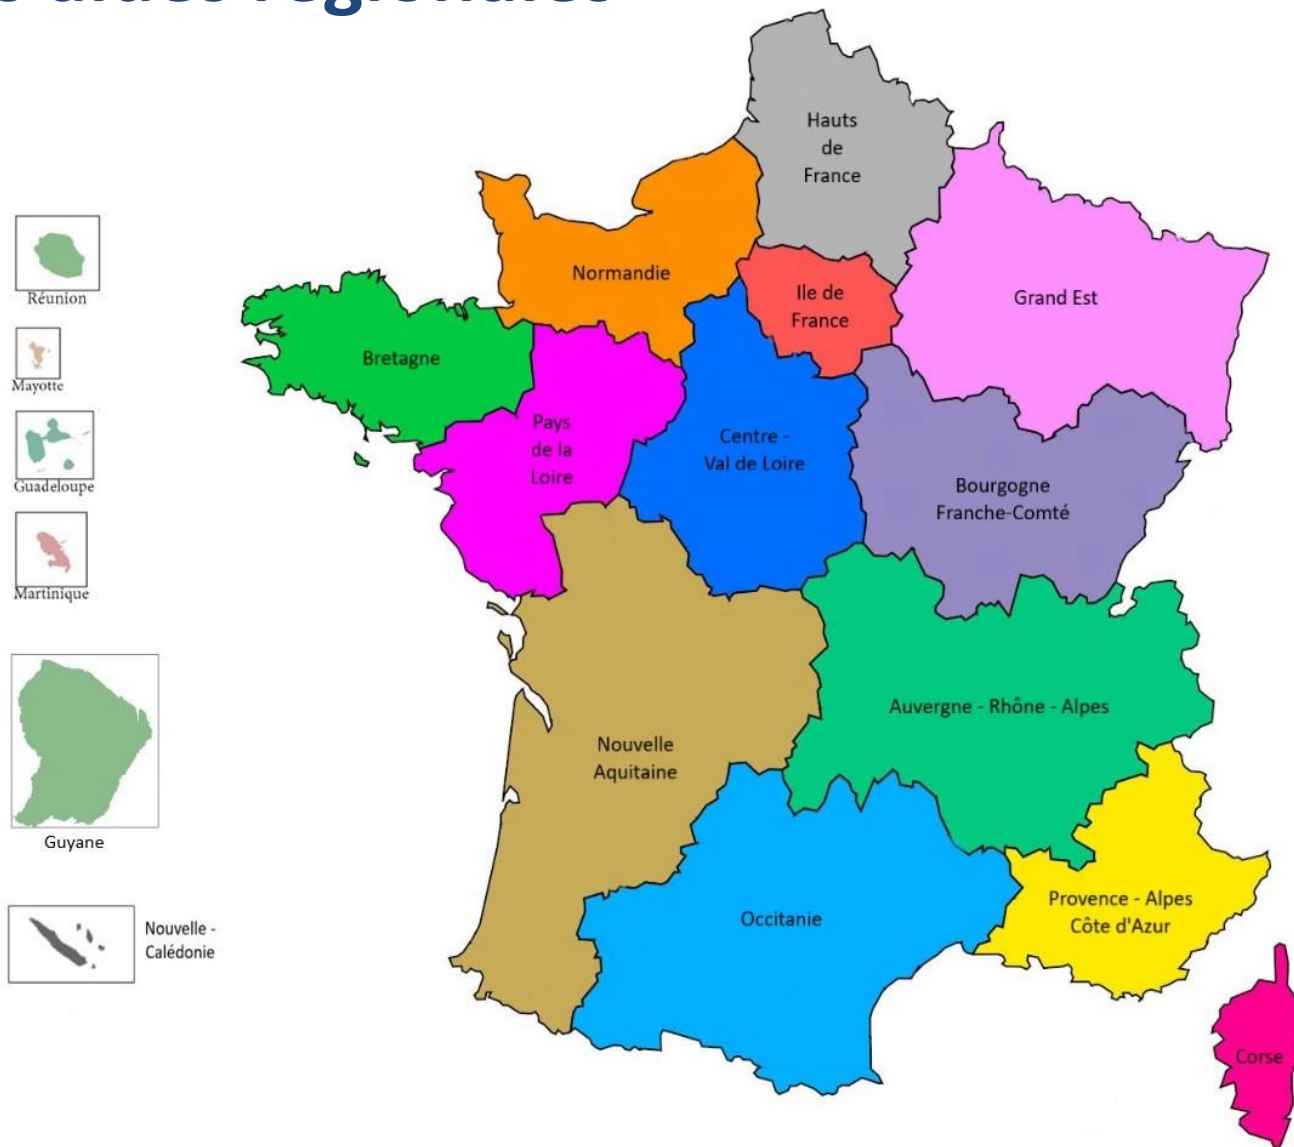 aides régionales
Hauts
de
France
Normandie
Ile de
France
Grand Est
Réunion
Bretagne
Mayotte
Pays
de la
Loire
Centre -
Val de Loire
Guadeloupe
Bourgogne
Franche-Comté
Martinique
Auvergne - Rhône - Alpes
Nouvelle
Aquitaine
Guyane
Provence - Alpes
Côte d'Azur
Occitanie
Nouvelle -
Calédonie
Corse